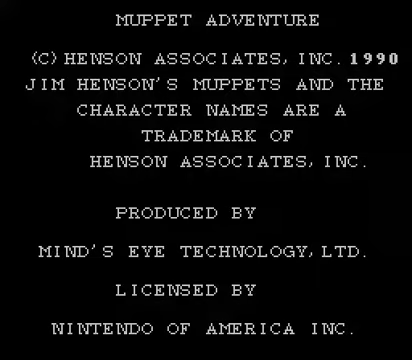 MUPPET ADVENTURE
(C) HENSON ASSOCIATES, INC. 1990
JIM HENSON'S MUPPETS AND THE
CHARACTER NAMES ARE A
TRADEMARK OF
HENSON ASSOCIATES, INC.
PRODUCED BY
MIND'S EYE TECHNOLOGY, LTD.
LICENSED BY
NINTENDO OF AMERICA INC.